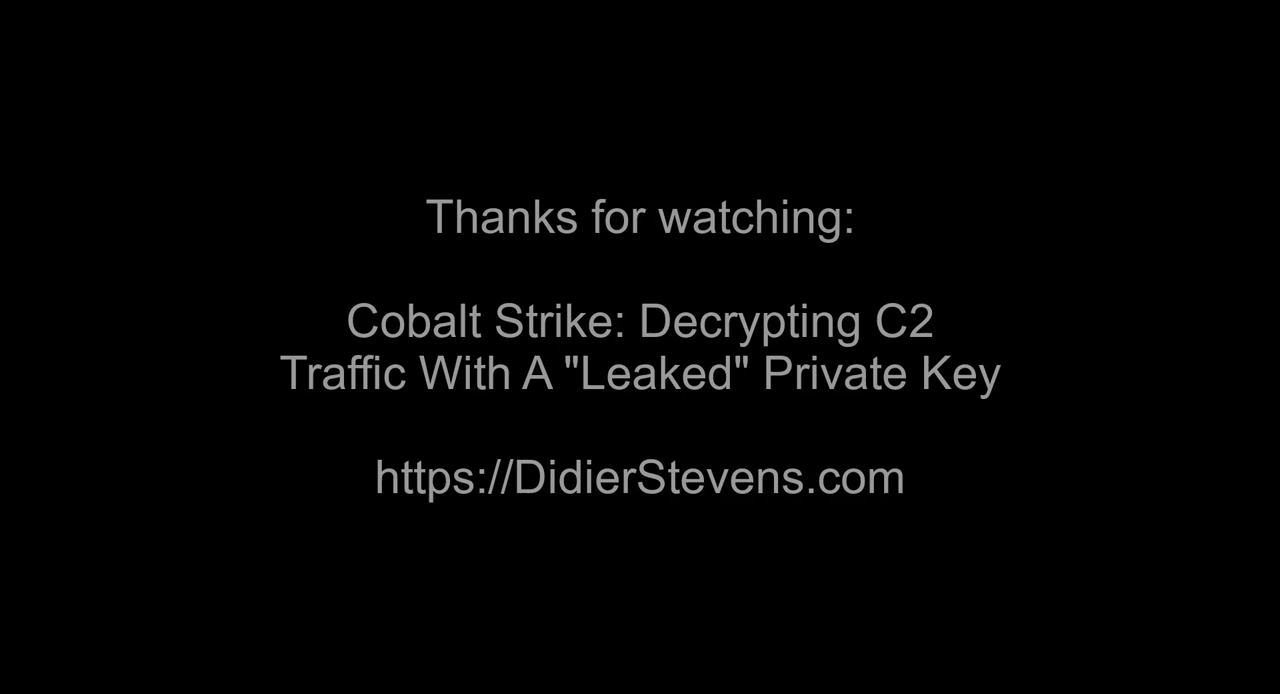 Thanks for watching:
Cobalt Strike: Decrypting C2
Traffic With A "Leaked" Private Key
https://DidierStevens.com